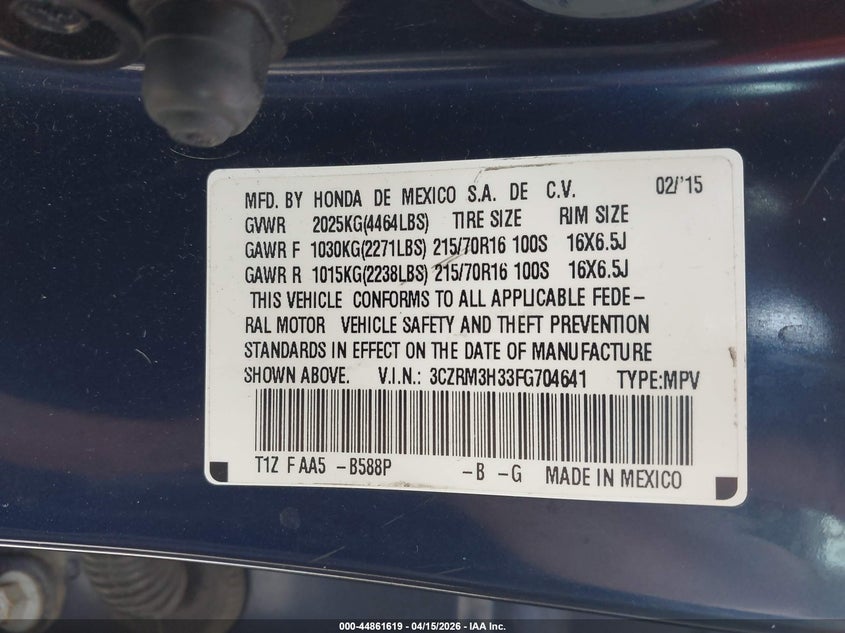 MFD. BY HONDA DE MEXICO S.A. DE C.V. 02/'15
GVWR 2025KG(4464LBS) TIRE SIZE RIM SIZE
GAWR F 1030KG(2271LBS) 215/70R16 100S 16X6.5J
GAWR R 1015KG(2238LBS) 215/70R16 100S 16X6.5J
THIS VEHICLE CONFORMS TO ALL APPLICABLE FEDE-
RAL MOTOR VEHICLE SAFETY AND THEFT PREVENTION
STANDARDS IN EFFECT ON THE DATE OF MANUFACTURE
SHOWN ABOVE. V.I.N.: 3CZRM3H33FG704641 TYPE:MPV
T1Z F AA5 -B588P -B -G MADE IN MEXICO
000-44861619 - 04/15/2026 - IAA Inc.